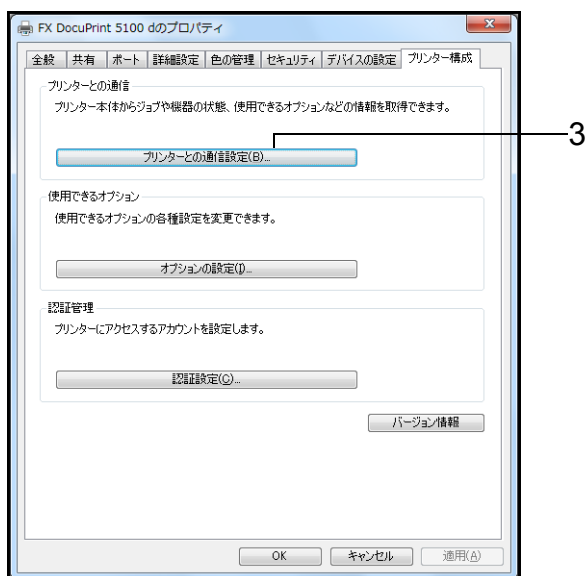 FX DocuPrint 5100 dのプロパティ
全般 共有 ポート 詳細設定 色の管理 セキュリティ デバイスの設定 プリンター構成
プリンターとの通信
プリンター本体からジョブや機器の状態、使用できるオプションなどの情報を取得できます。
プリンターとの通信設定(B)...
3
使用できるオプション
使用できるオプションの各種設定を変更できます。
オプションの設定(I)...
認証管理
プリンターにアクセスするアカウントを設定します。
認証設定(C)...
バージョン情報
OK キャンセル 適用(A)